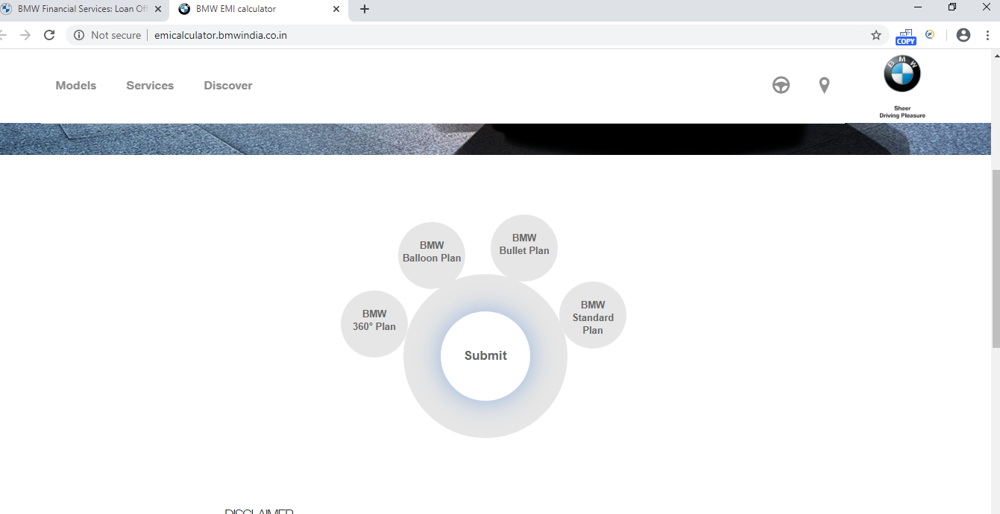 BMW Financial Services: Loan Off
BMW EMI calculator
Not secure
emicalculator.bmwindia.co.in
COPY
Models
Services
Discover
BMW
Sheer
Driving Pleasure
BMW
Balloon Plan
BMW
Bullet Plan
BMW
360° Plan
BMW
Standard
Plan
Submit
DISCLAIMER